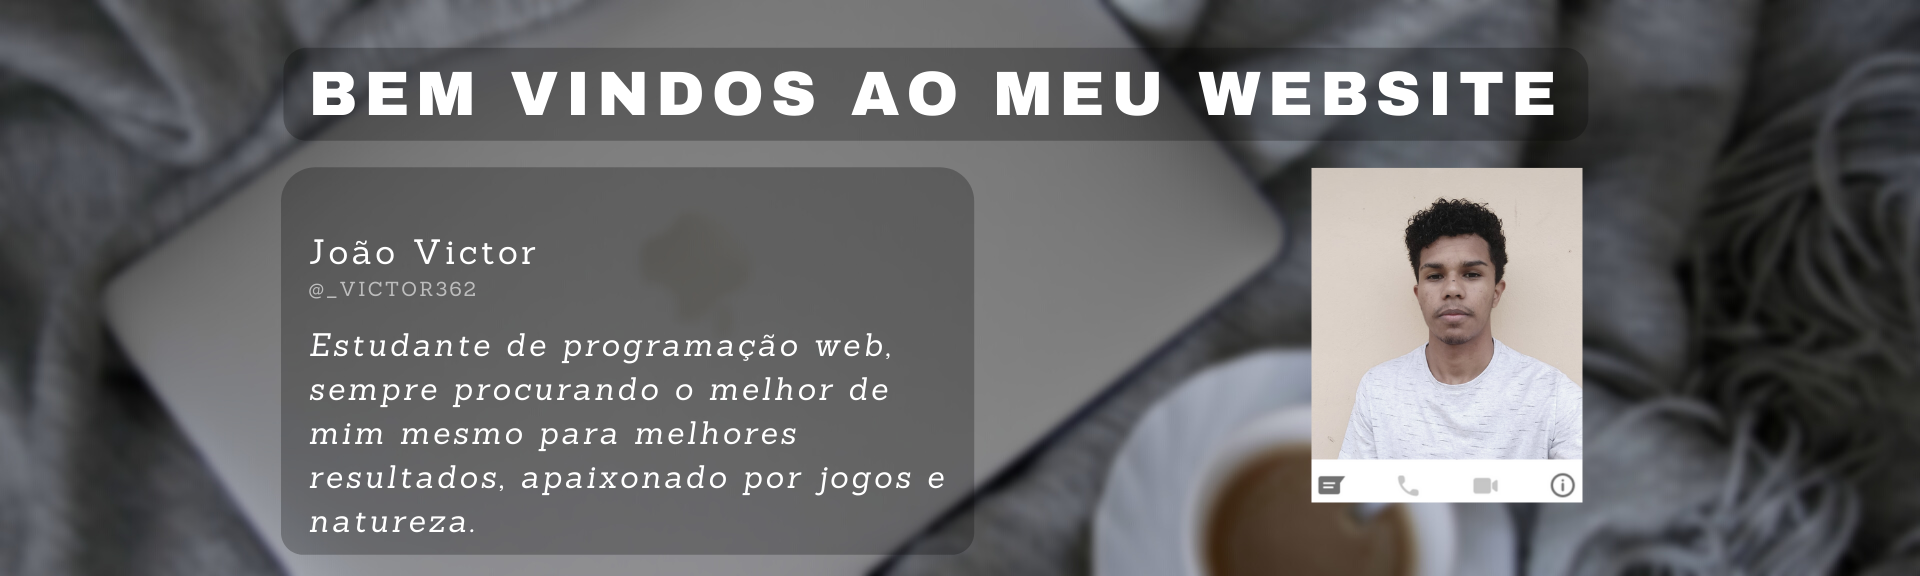 BEM VINDOS AO MEU WEBSITE
João Victor
@_VICTOR362
Estudante de programação web,
sempre procurando o melhor de
mim mesmo para melhores
resultados, apaixonado por jogos e
natureza.